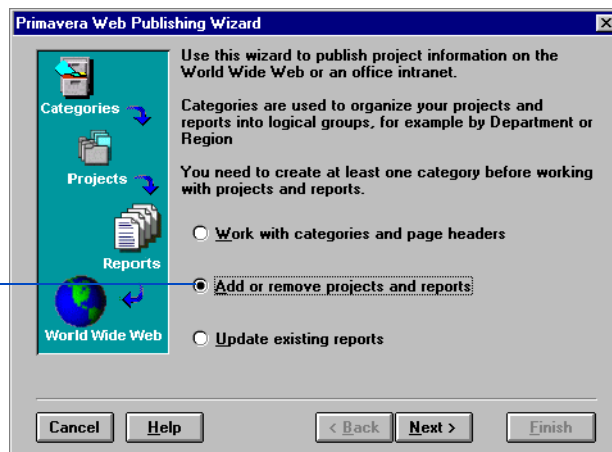 Primavera Web Publishing Wizard
Use this wizard to publish project information on the
World Wide Web or an office intranet.
Categories are used to organize your projects and
reports into logical groups, for example by Department or
Region
You need to create at least one category before working
with projects and reports.
Categories
Projects
Reports
World Wide Web
Work with categories and page headers
Add or remove projects and reports
Update existing reports
Cancel
Help
< Back
Next >
Finish